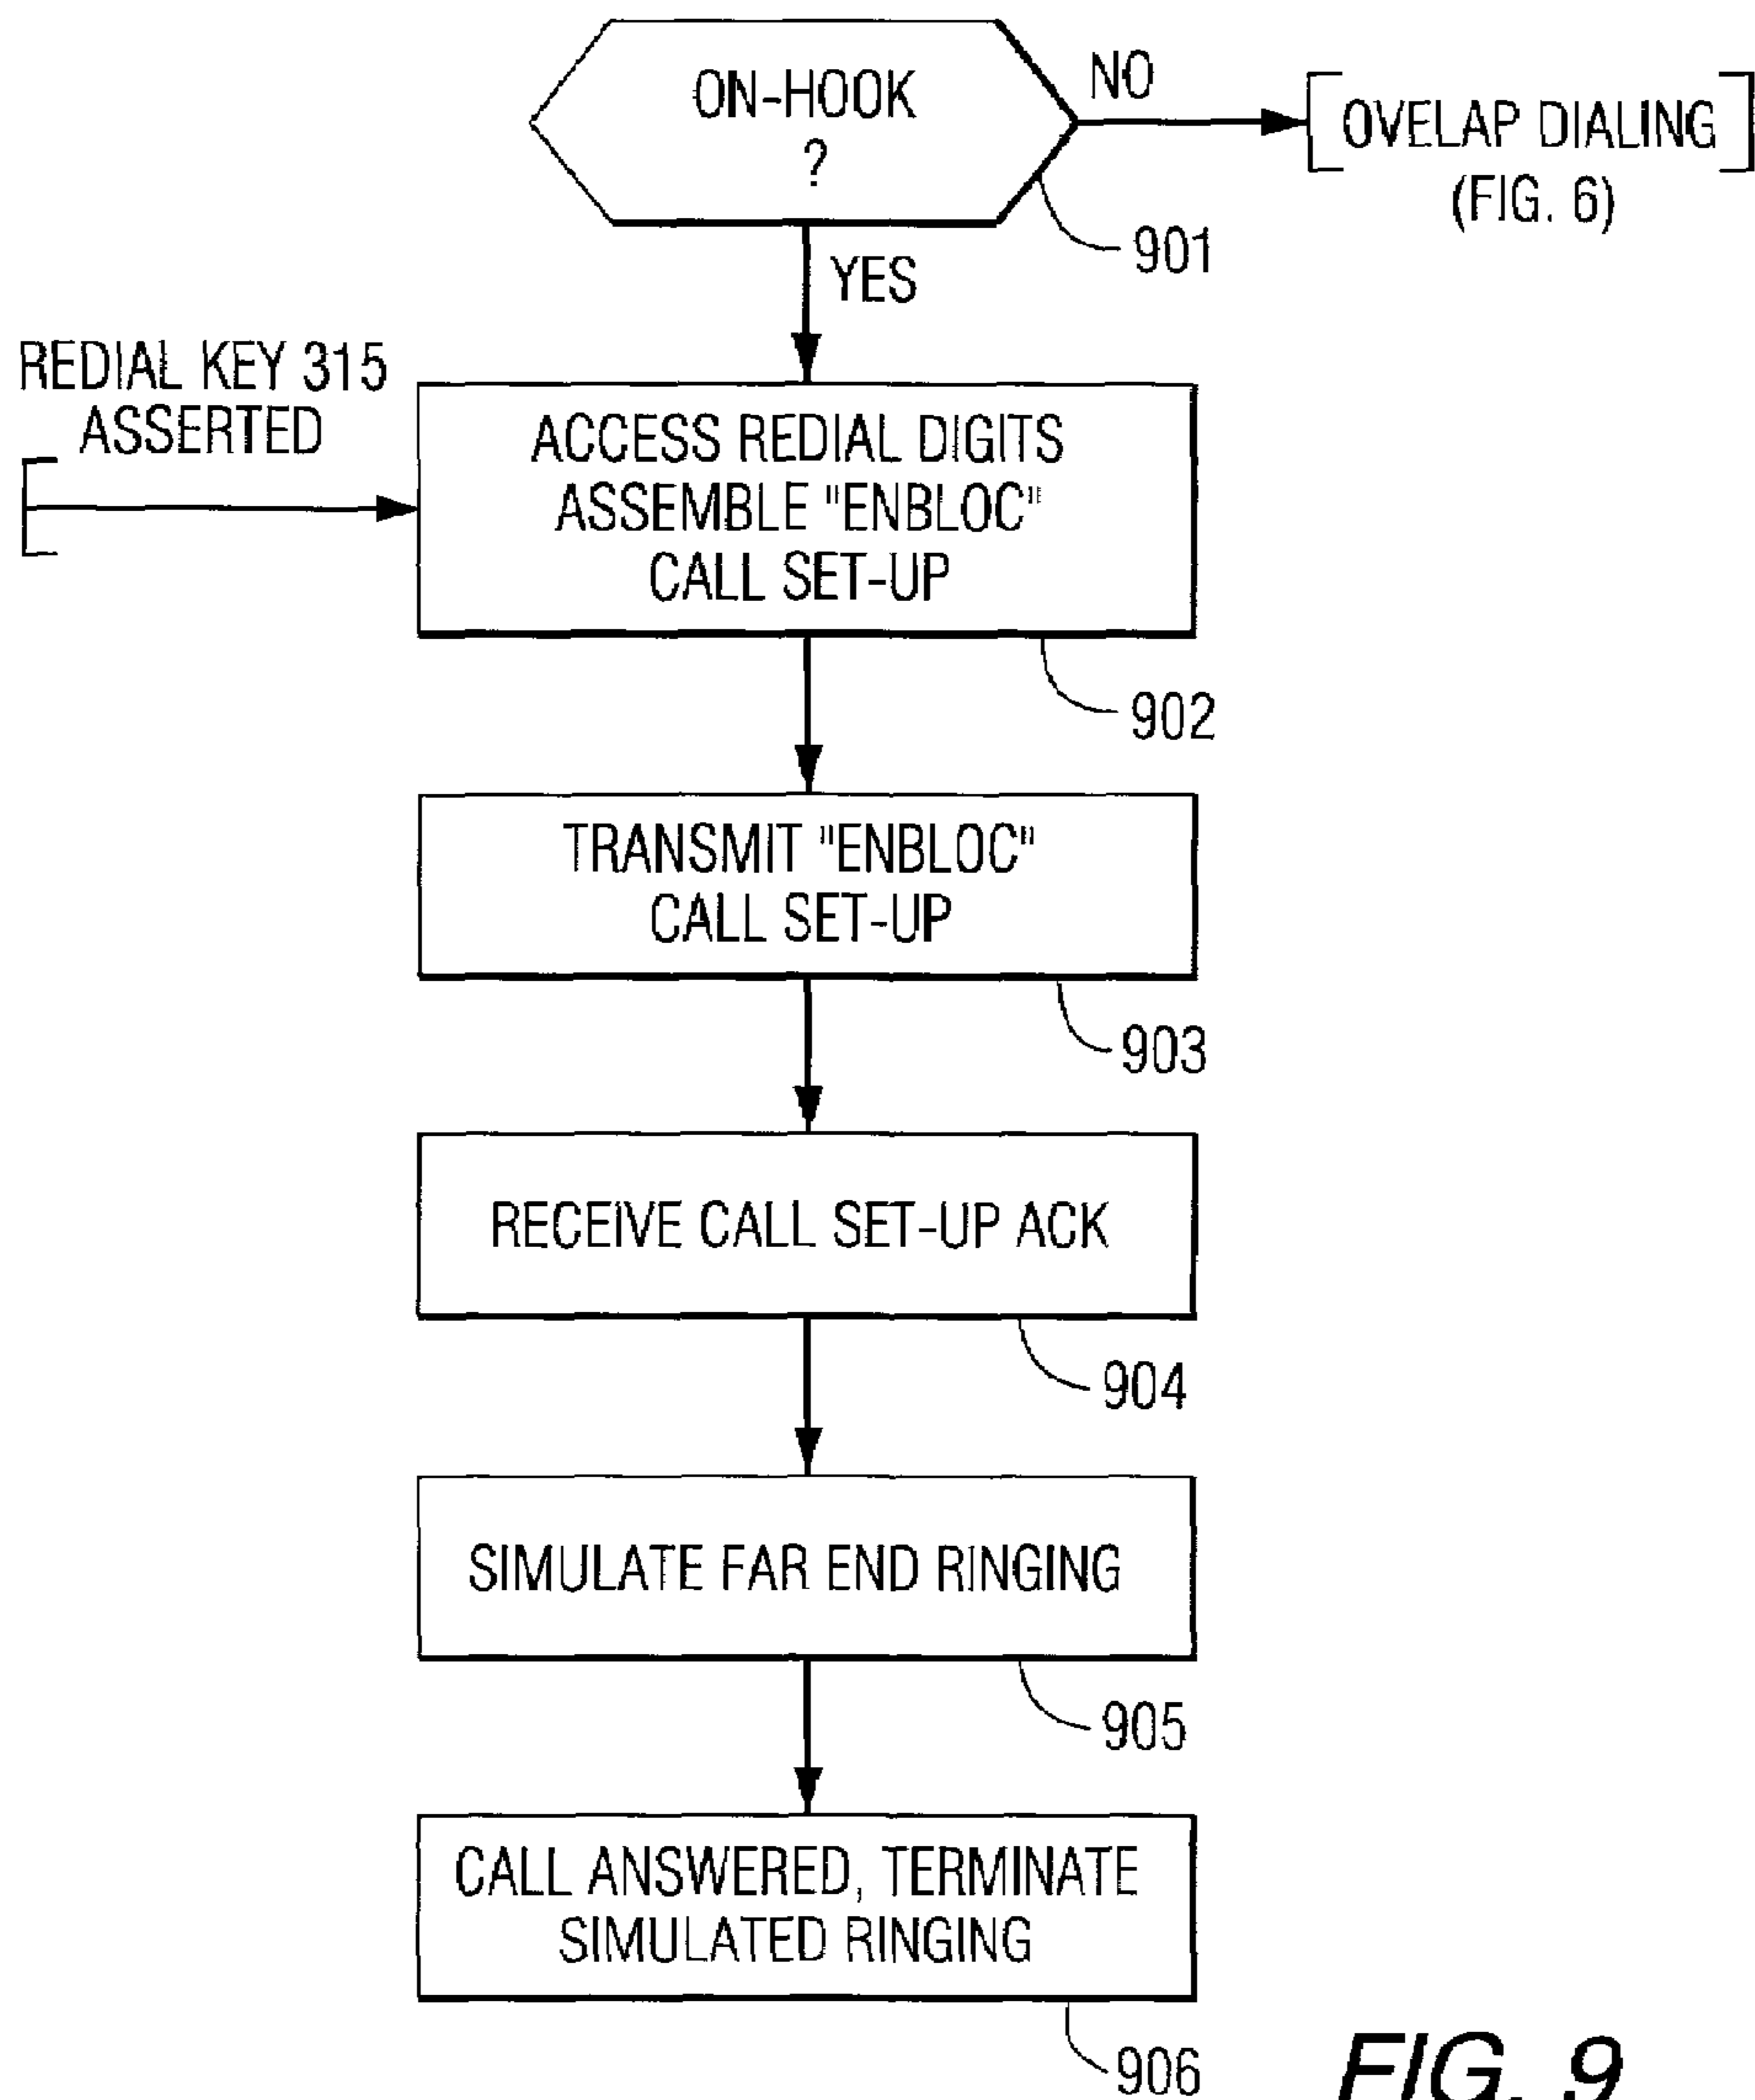 ON-HOOK
?
NO
OVELAP DIALING
(FIG. 6)
901
YES
REDIAL KEY 315
ASSERTED
ACCESS REDIAL DIGITS
ASSEMBLE "ENBLOC"
CALL SET-UP
902
TRANSMIT "ENBLOC"
CALL SET-UP
903
RECEIVE CALL SET-UP ACK
904
SIMULATE FAR END RINGING
905
CALL ANSWERED, TERMINATE
SIMULATED RINGING
906
FIG. 9